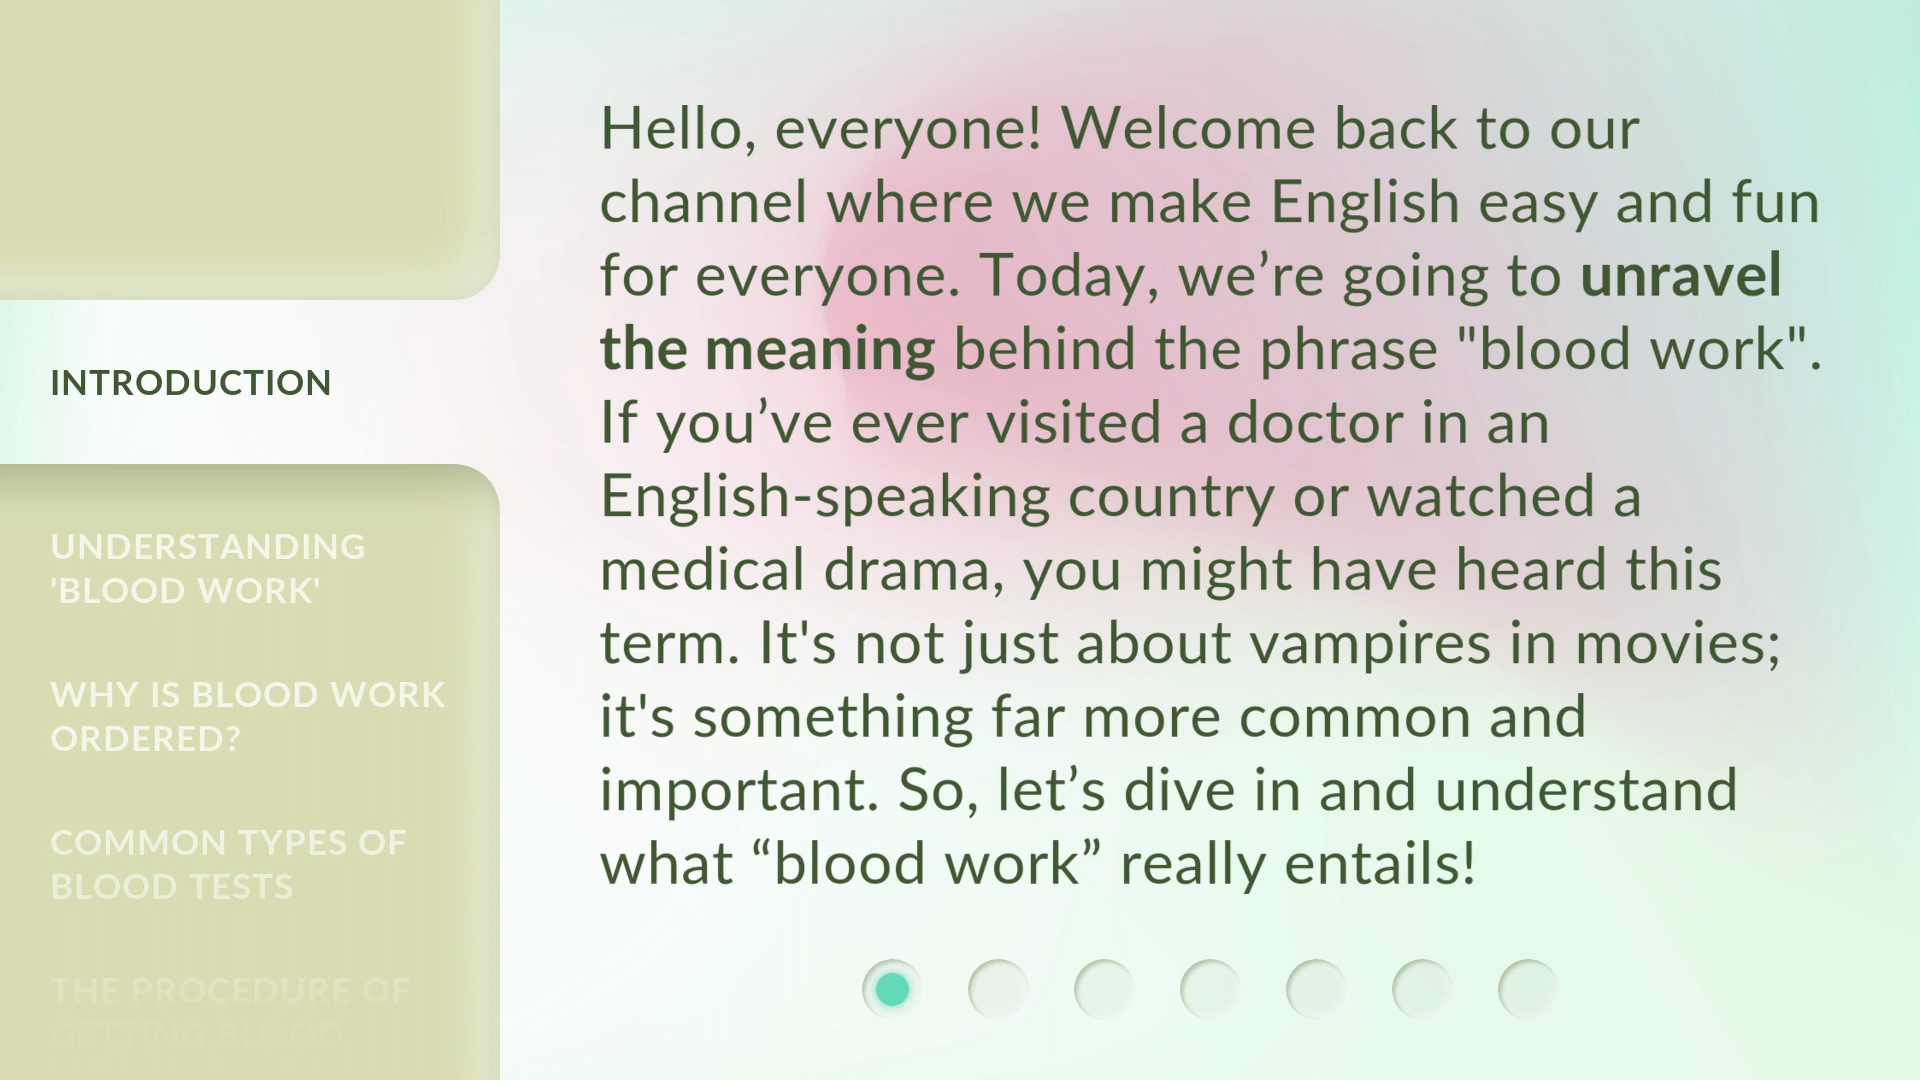 INTRODUCTION
UNDERSTANDING
'BLOOD WORK'
WHY IS BLOOD WORK
ORDERED?
COMMON TYPES OF
BLOOD TESTS
THE PROCEDURE OF
GETTING BLOOD
Hello, everyone! Welcome back to our
channel where we make English easy and fun
for everyone. Today, we’re going to unravel
the meaning behind the phrase "blood work".
If you’ve ever visited a doctor in an
English-speaking country or watched a
medical drama, you might have heard this
term. It's not just about vampires in movies;
it's something far more common and
important. So, let’s dive in and understand
what “blood work” really entails!